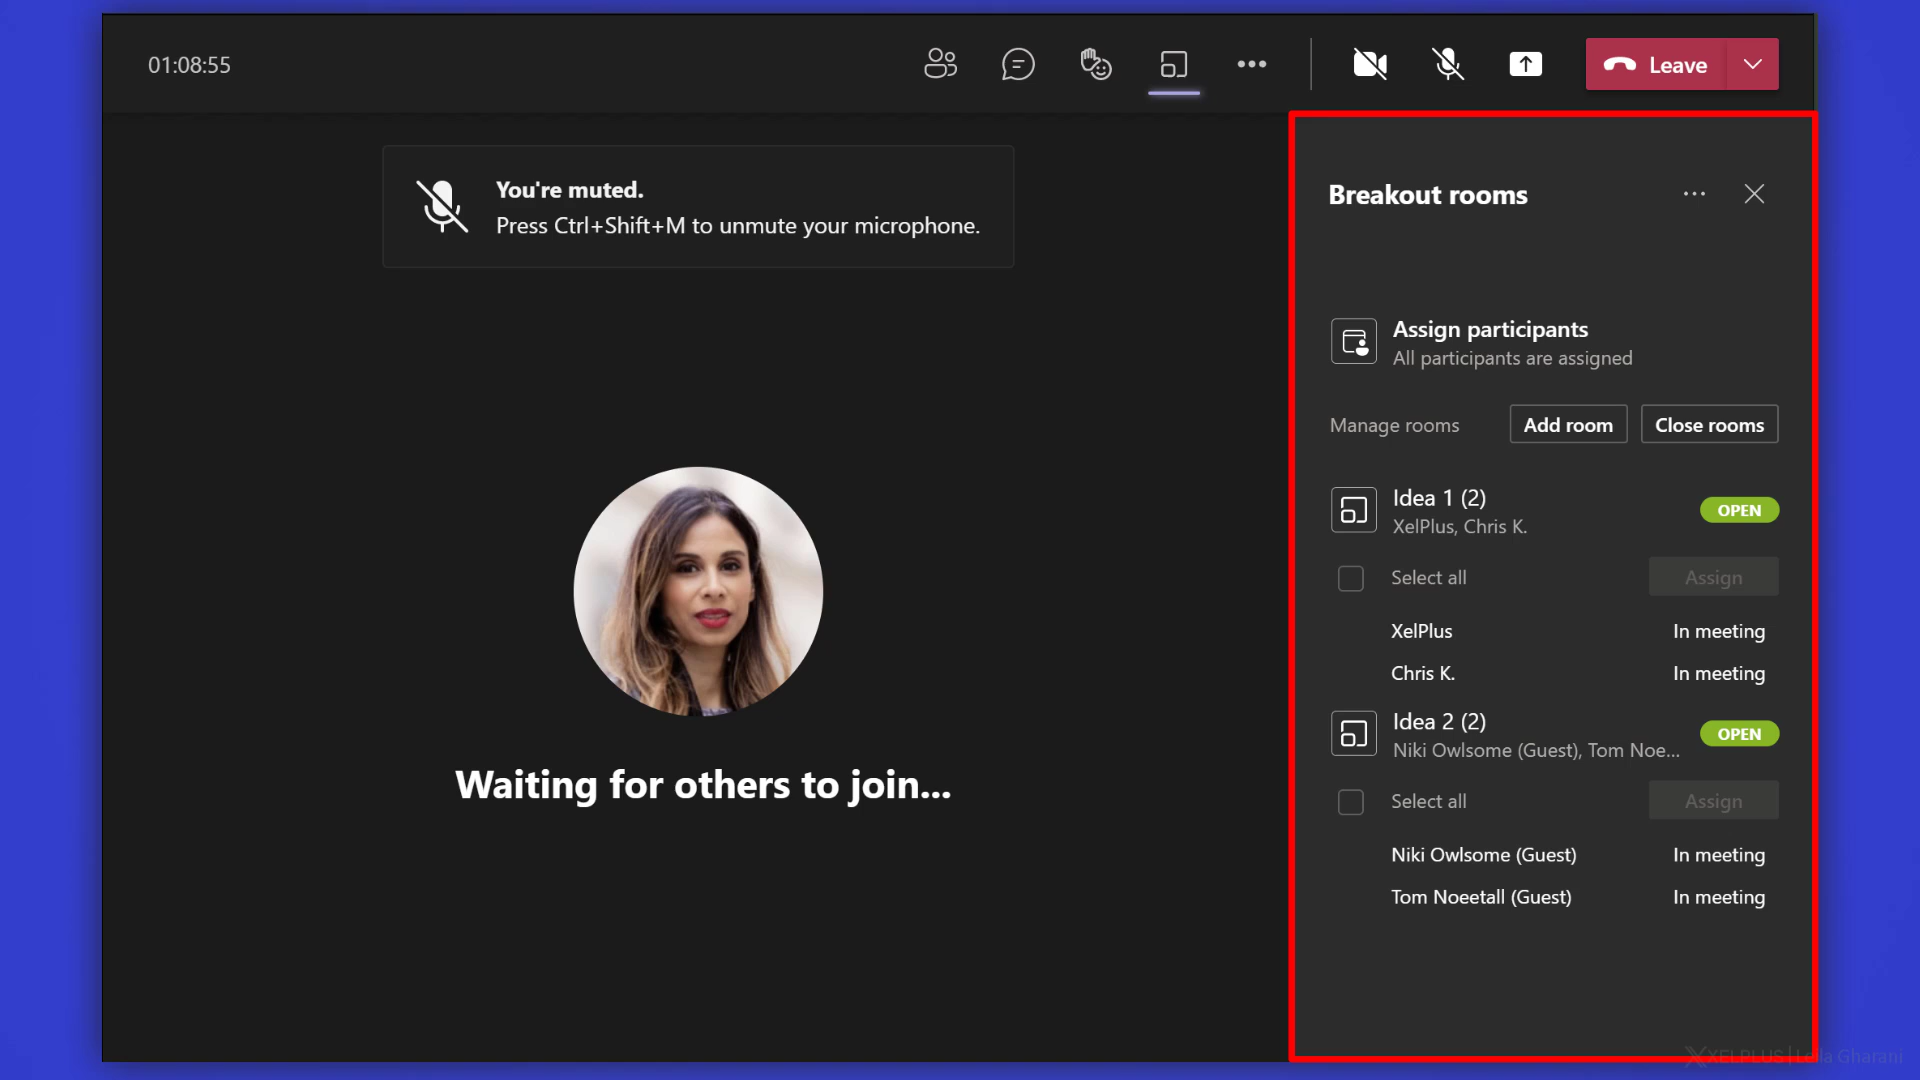 01:08:55
Leave
You're muted.
Press Ctrl+Shift+M to unmute your microphone.
Waiting for others to join...
Breakout rooms
Assign participants
All participants are assigned
Manage rooms
Add room
Close rooms
Idea 1 (2)
OPEN
XelPlus, Chris K.
Select all
Assign
XelPlus
In meeting
Chris K.
In meeting
Idea 2 (2)
OPEN
Niki Owlsome (Guest), Tom Noe...
Select all
Assign
Niki Owlsome (Guest)
In meeting
Tom Noeetall (Guest)
In meeting
XELPLUS | Leila Gharani